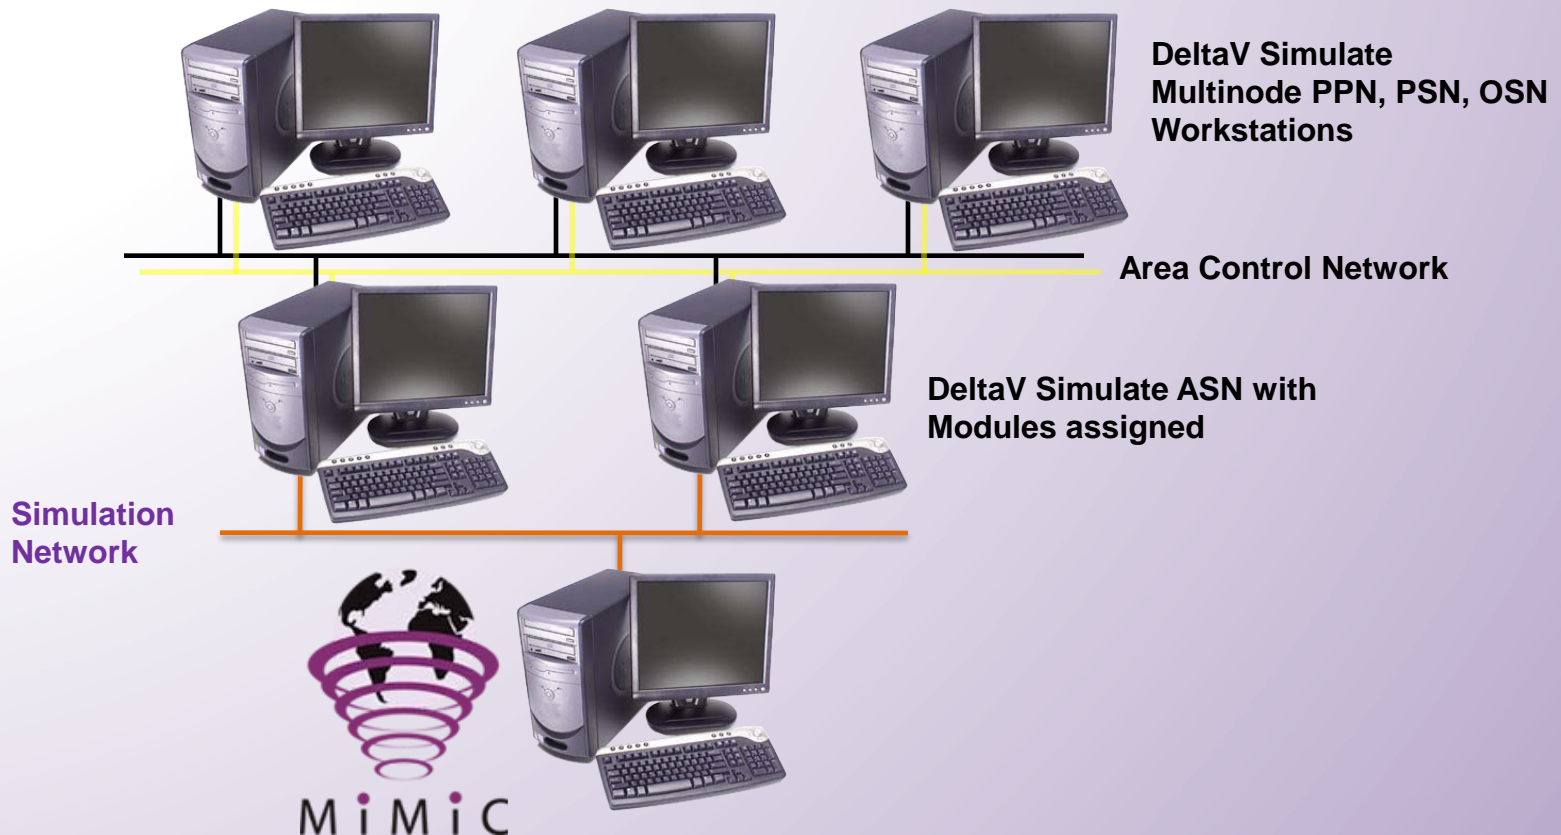 DeltaV Simulate
Multinode PPN, PSN, OSN
Workstations
Area Control Network
DeltaV Simulate ASN with
Modules assigned
Simulation
Network
MiMiC